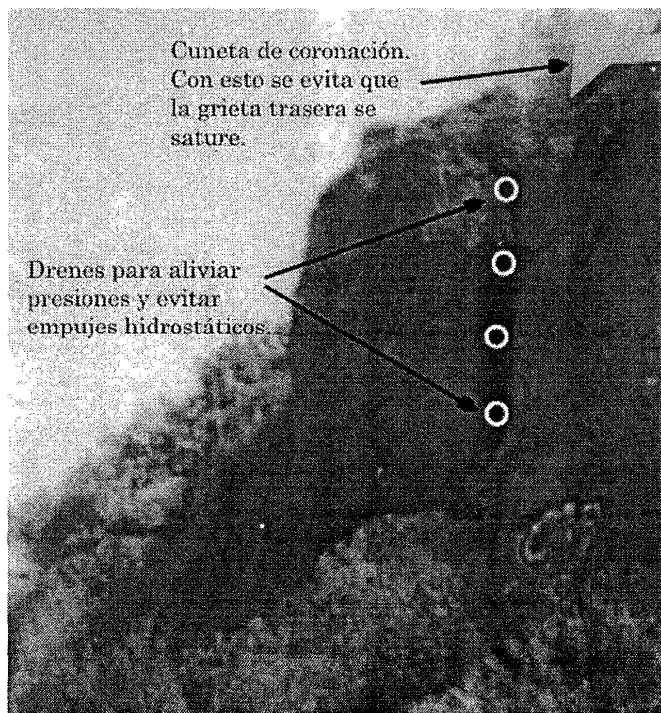 Cuneta de coronación.
Con esto se evita que
la grieta trasera se
sature.
Drenes para aliviar
presiones y evitar
empujes hidrostáticos.